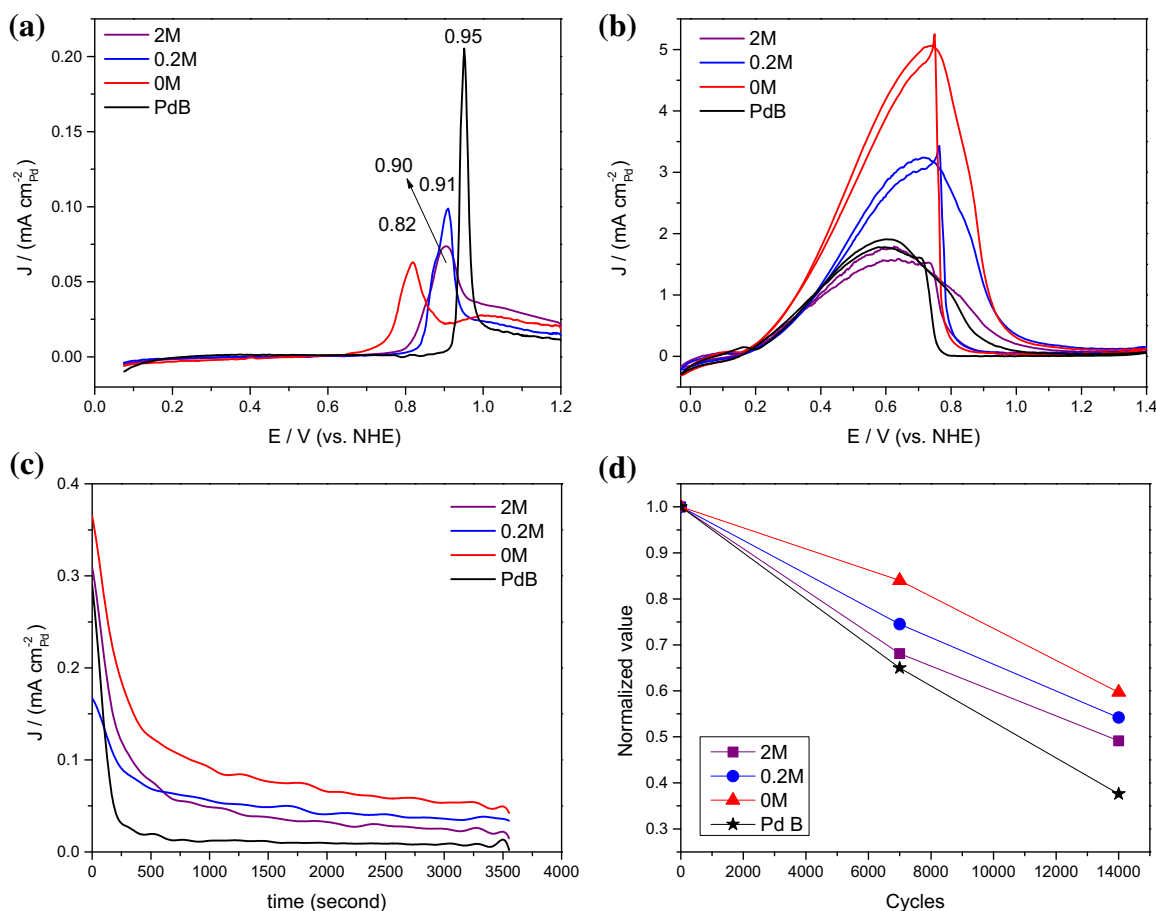 (a)
2M
0.2M
0M
PdB
0.95
0.90
0.91
0.82
0.20
0.15
0.10
0.05
0.00
J / (mA cm-2Pd)
0.0 0.2 0.4 0.6 0.8 1.0 1.2
E / V (vs. NHE)
(b)
2M
0.2M
0M
PdB
5
4
3
2
1
0
J / (mA cm-2Pd)
0.0 0.2 0.4 0.6 0.8 1.0 1.2 1.4
E / V (vs. NHE)
(c)
2M
0.2M
0M
PdB
0.4
0.3
0.2
0.1
0.0
J / (mA cm-2Pd)
0 500 1000 1500 2000 2500 3000 3500 4000
time (second)
(d)
1.0
0.9
0.8
0.7
0.6
0.5
0.4
0.3
Normalized value
2M
0.2M
0M
Pd B
0 2000 4000 6000 8000 10000 12000 14000
Cycles